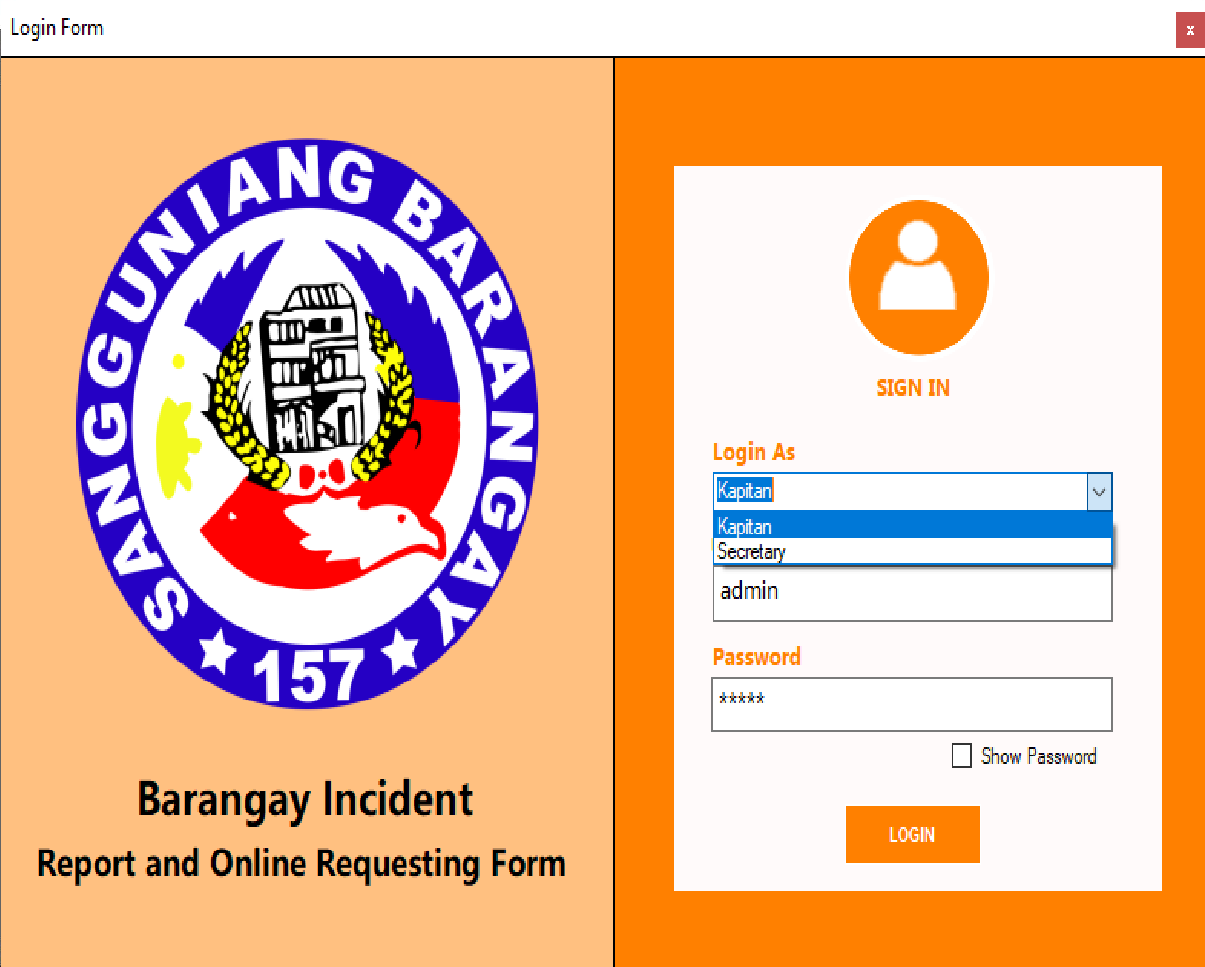 Login Form
x
SANGGUNIANG BARANGAY
157
Barangay Incident
Report and Online Requesting Form
SIGN IN
Login As
Kapitan
Kapitan
Secretary
admin
Password
*****
Show Password
LOGIN